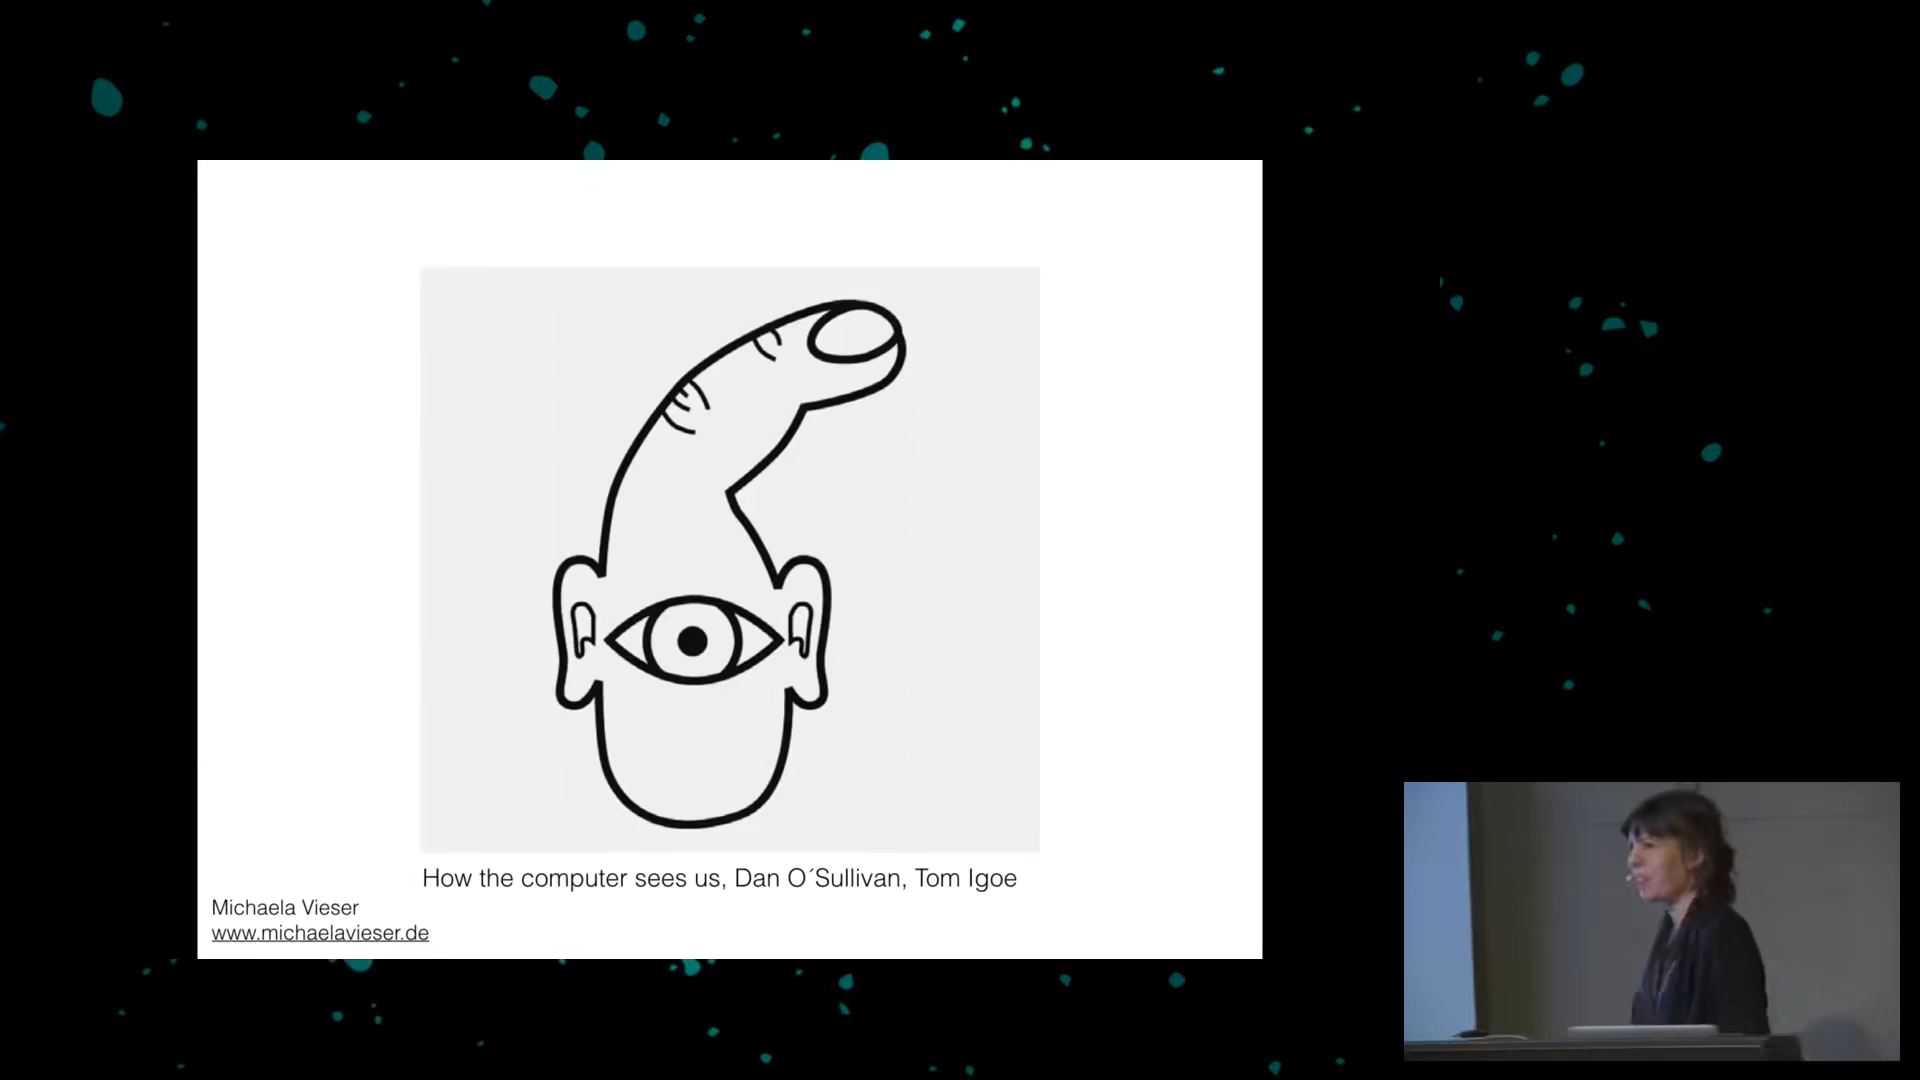 How the computer sees us, Dan O´Sullivan, Tom Igoe
Michaela Vieser
www.michaelavieser.de